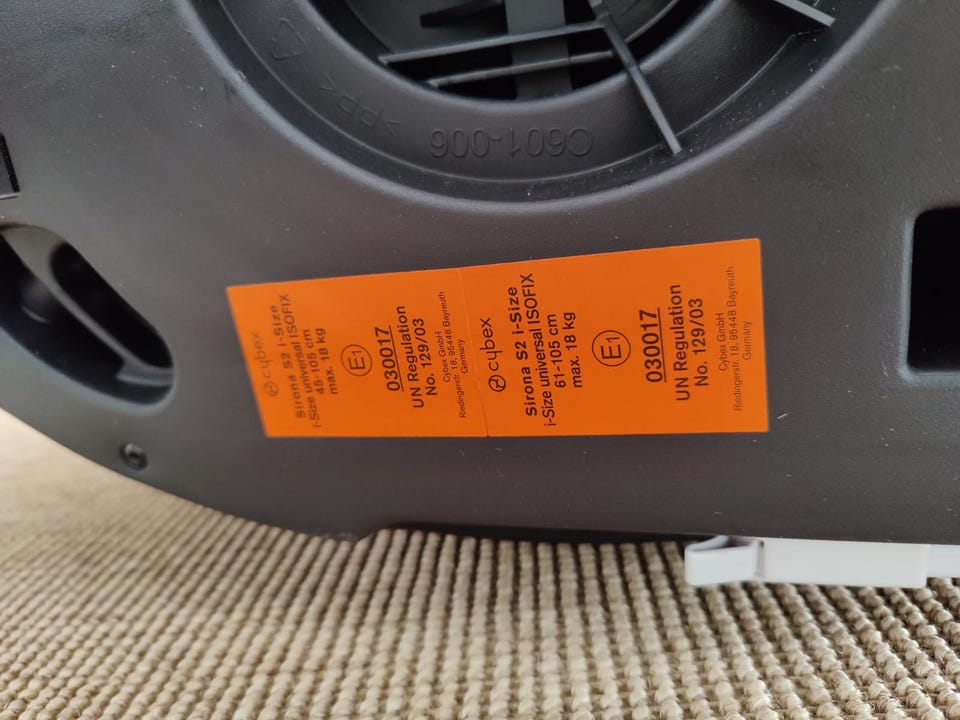 C601-006
>PP<
cybex
Sirona S2 i-Size
i-Size universal ISOFIX
45-105 cm
max. 18 kg
E1
030017
UN Regulation
No. 129/03
Cybex GmbH
Riedingerstr. 18, 95448 Bayreuth
Germany
cybex
Sirona S2 i-Size
i-Size universal ISOFIX
61-105 cm
max. 18 kg
E1
030017
UN Regulation
No. 129/03
Cybex GmbH
Riedingerstr. 18, 95448 Bayreuth
Germany